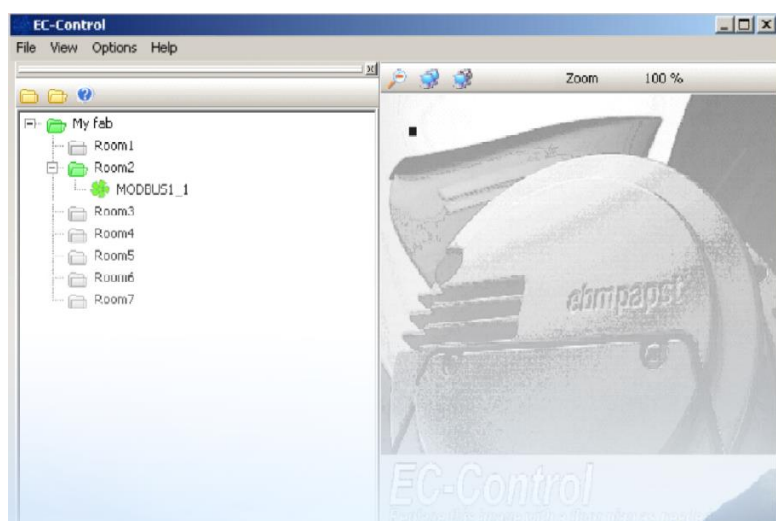 EC-Control
File View Options Help
Zoom 100 %
My fab
Room1
Room2
MODBUS1_1
Room3
Room4
Room5
Room6
Room7
ebmpapst
EC-Control